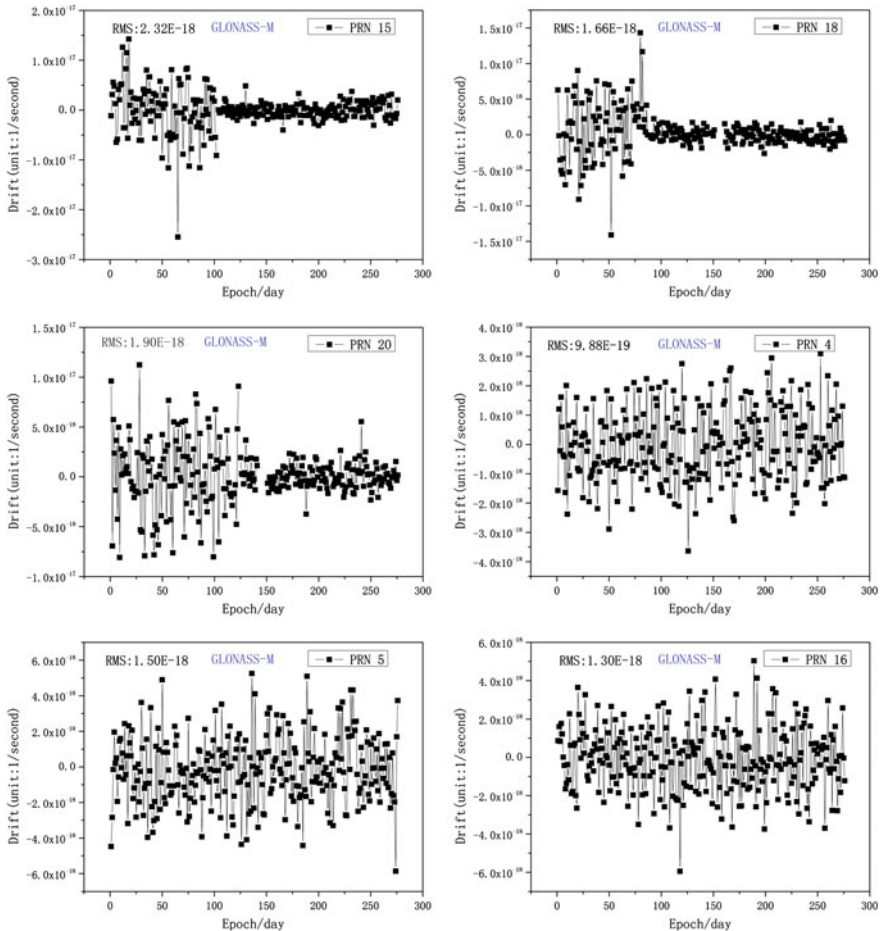 2.0x10⁻¹⁷
RMS:2.32E-18 GLONASS-M PRN 15
1.0x10⁻¹⁷
0.0
-1.0x10⁻¹⁷
-2.0x10⁻¹⁷
-3.0x10⁻¹⁷
Drift(unit:1/second)
0 50 100 150 200 250 300
Epoch/day
1.5x10⁻¹⁷
RMS:1.66E-18 GLONASS-M PRN 18
1.0x10⁻¹⁷
5.0x10⁻¹⁸
0.0
-5.0x10⁻¹⁸
-1.0x10⁻¹⁷
-1.5x10⁻¹⁷
Drift(unit:1/second)
0 50 100 150 200 250 300
Epoch/day
1.5x10⁻¹⁷
RMS:1.90E-18 GLONASS-M PRN 20
1.0x10⁻¹⁷
5.0x10⁻¹⁸
0.0
-5.0x10⁻¹⁸
-1.0x10⁻¹⁷
Drift(unit:1/second)
0 50 100 150 200 250 300
Epoch/day
4.0x10⁻¹⁸
RMS:9.88E-19 GLONASS-M PRN 4
3.0x10⁻¹⁸
2.0x10⁻¹⁸
1.0x10⁻¹⁸
0.0
-1.0x10⁻¹⁸
-2.0x10⁻¹⁸
-3.0x10⁻¹⁸
-4.0x10⁻¹⁸
Drift(unit:1/second)
0 50 100 150 200 250 300
Epoch/day
6.0x10⁻¹⁸
RMS:1.50E-18 GLONASS-M PRN 5
4.0x10⁻¹⁸
2.0x10⁻¹⁸
0.0
-2.0x10⁻¹⁸
-4.0x10⁻¹⁸
-6.0x10⁻¹⁸
Drift(unit:1/second)
0 50 100 150 200 250 300
Epoch/day
6.0x10⁻¹⁸
RMS:1.30E-18 GLONASS-M PRN 16
4.0x10⁻¹⁸
2.0x10⁻¹⁸
0.0
-2.0x10⁻¹⁸
-4.0x10⁻¹⁸
-6.0x10⁻¹⁸
Drift(unit:1/second)
0 50 100 150 200 250 300
Epoch/day